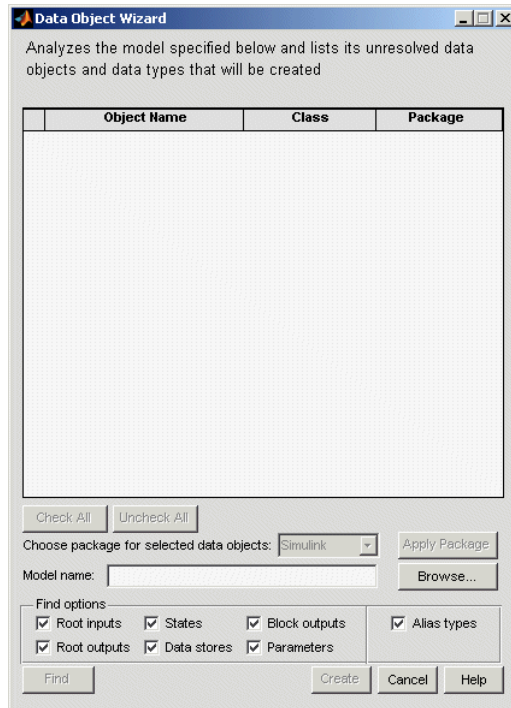 Data Object Wizard
Analyzes the model specified below and lists its unresolved data
objects and data types that will be created
Object Name Class Package
Check All Uncheck All
Choose package for selected data objects: Simulink Apply Package
Model name: Browse...
Find options
Root inputs States Block outputs Alias types
Root outputs Data stores Parameters
Find Create Cancel Help